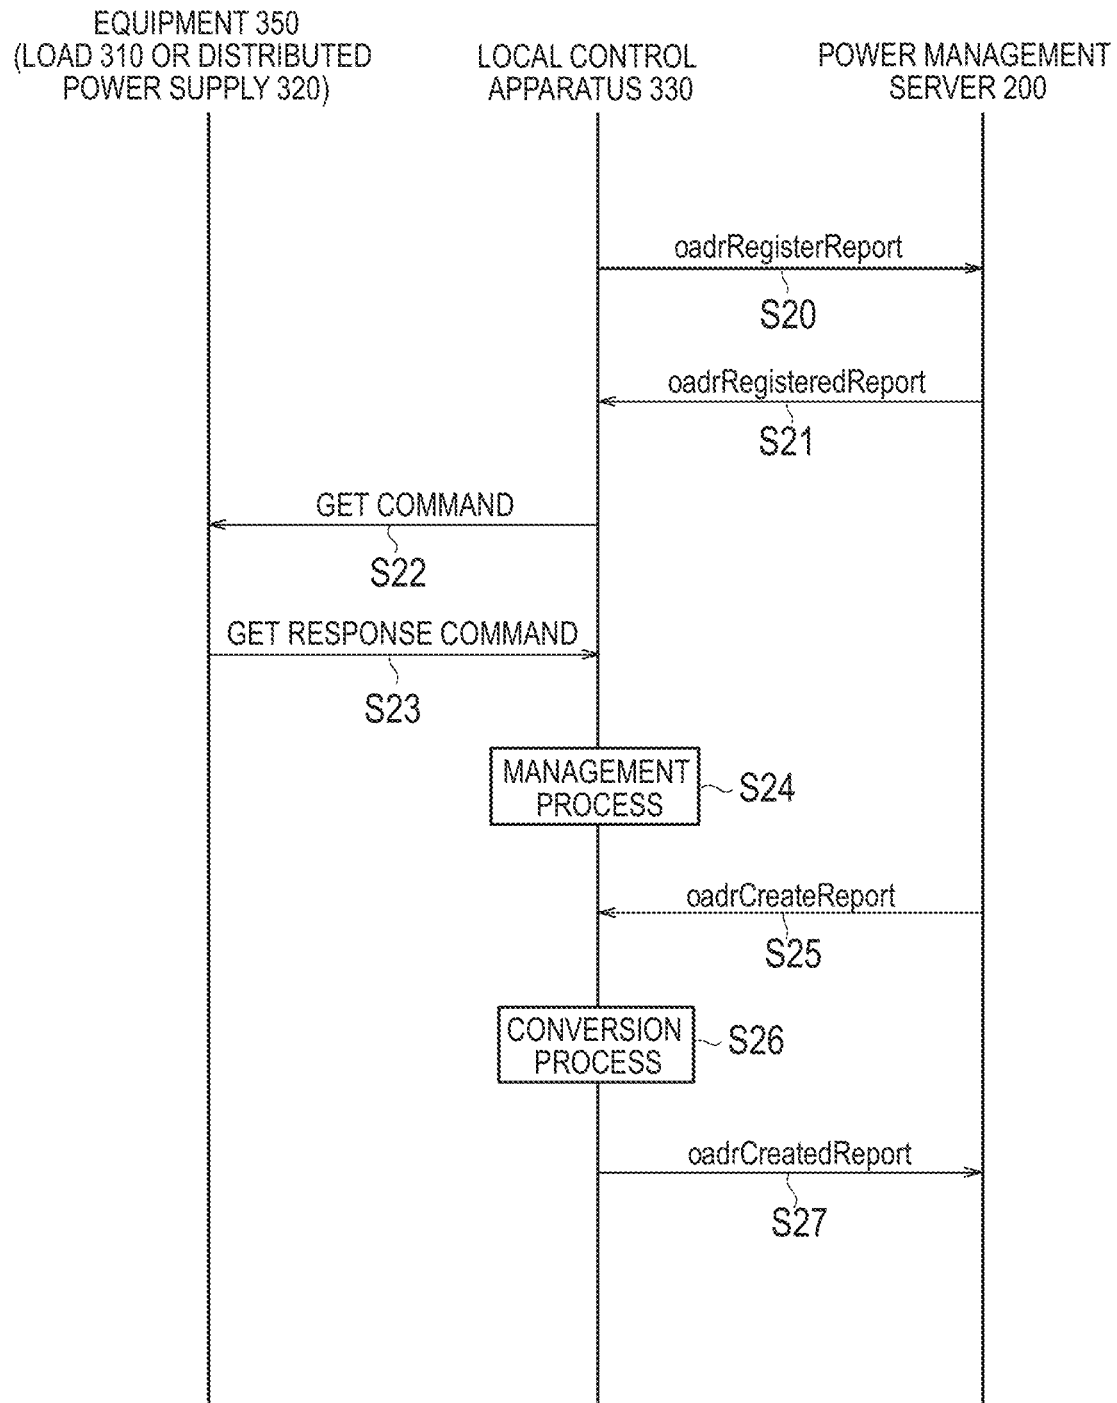 EQUIPMENT 350
(LOAD 310 OR DISTRIBUTED
POWER SUPPLY 320)
LOCAL CONTROL
APPARATUS 330
POWER MANAGEMENT
SERVER 200
oadrRegisterReport
S20
oadrRegisteredReport
S21
GET COMMAND
S22
GET RESPONSE COMMAND
S23
MANAGEMENT
PROCESS
S24
oadrCreateReport
S25
CONVERSION
PROCESS
S26
oadrCreatedReport
S27